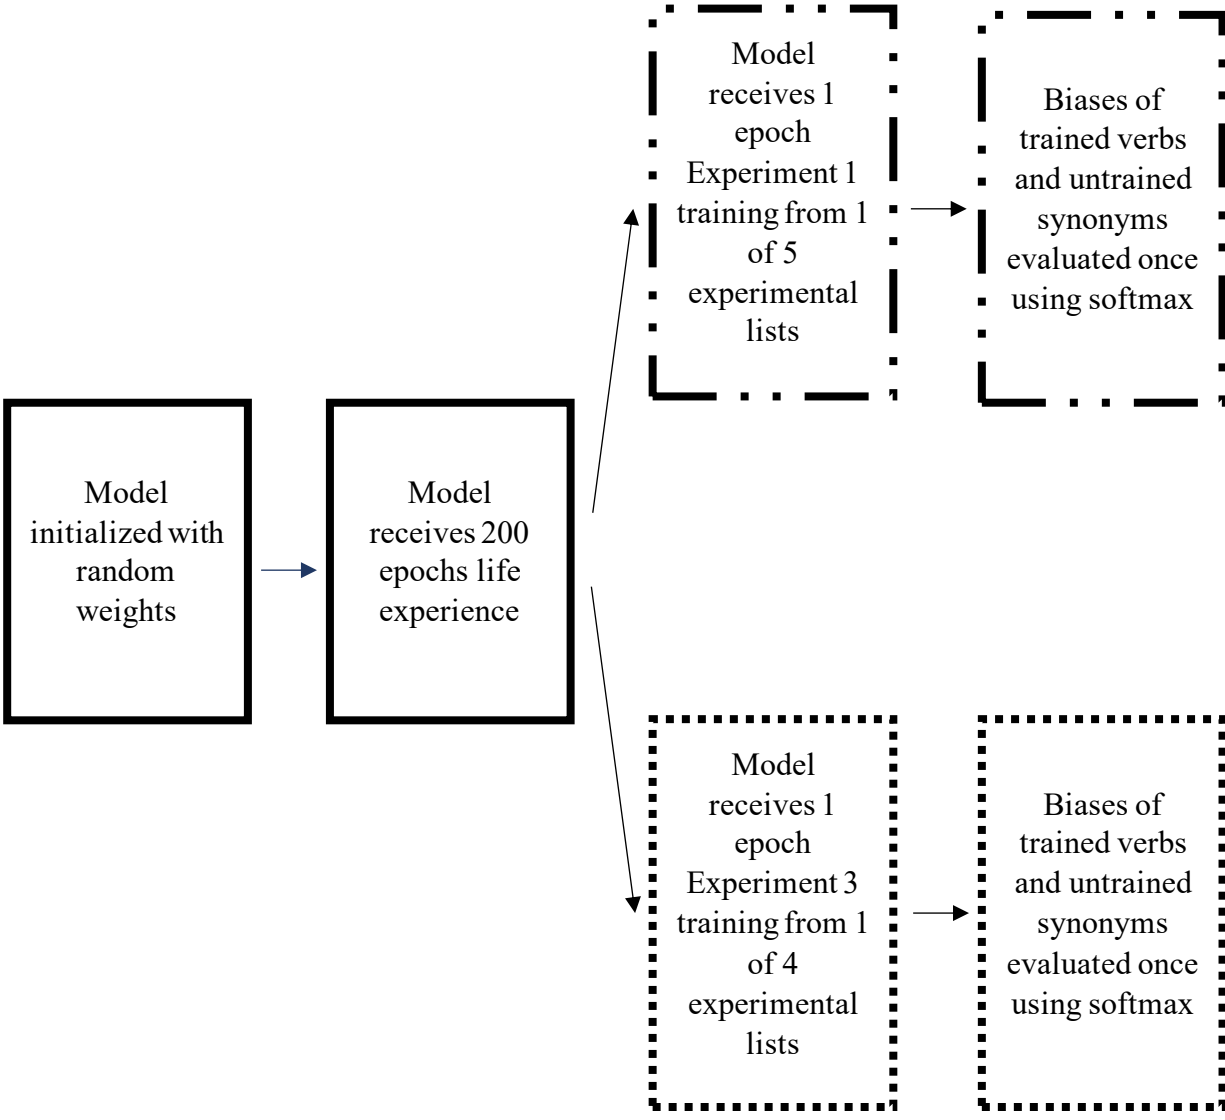 Model
initialized with
random
weights
Model
receives 200
epochs life
experience
Model
receives 1
epoch
Experiment 1
training from 1
of 5
experimental
lists
Biases of
trained verbs
and untrained
synonyms
evaluated once
using softmax
Model
receives 1
epoch
Experiment 3
training from 1
of 4
experimental
lists
Biases of
trained verbs
and untrained
synonyms
evaluated once
using softmax